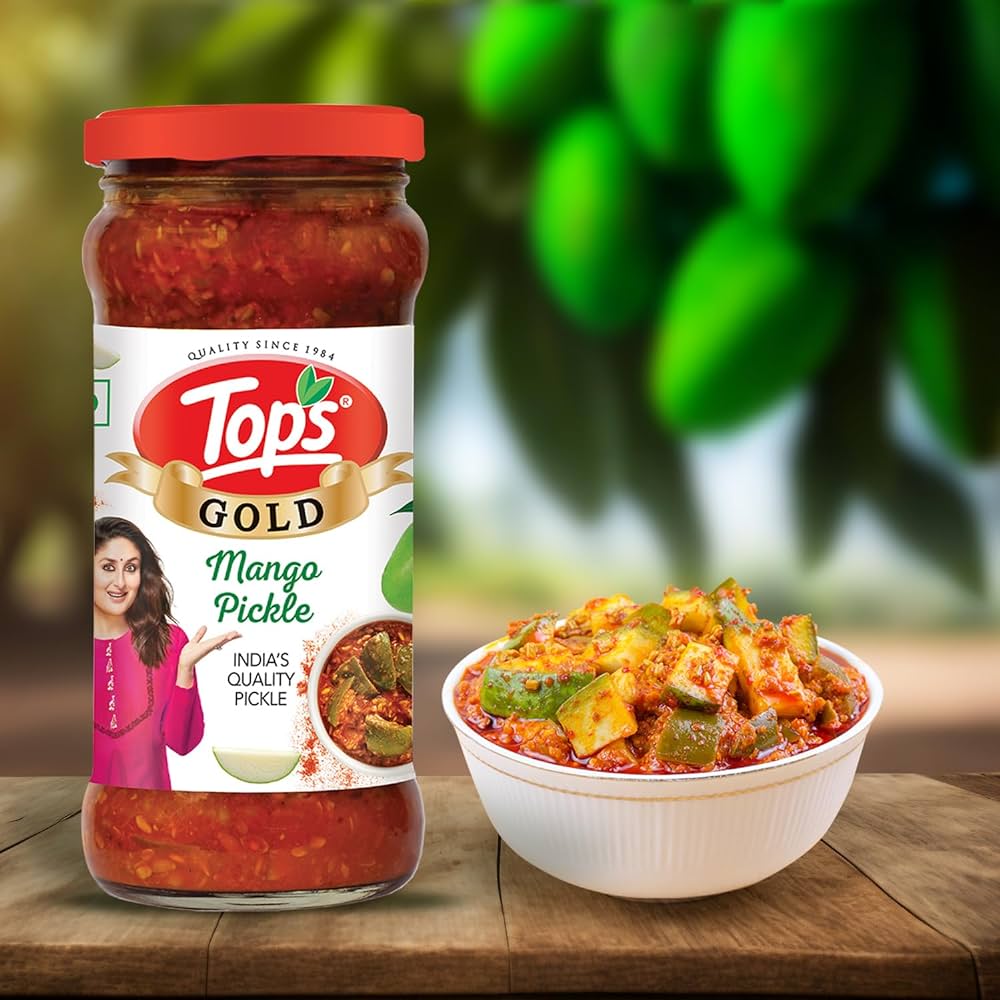 QUALITY SINCE 1984
Tops®
GOLD
Mango
Pickle
INDIA'S
QUALITY
PICKLE